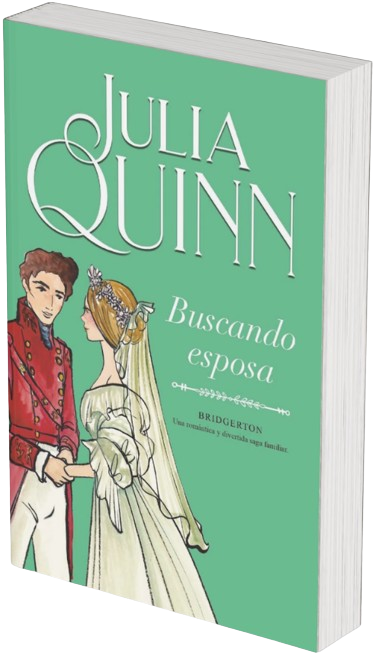 JULIA
QUINN
Buscando
esposa
BRIDGERTON
Una romántica y divertida saga familiar.